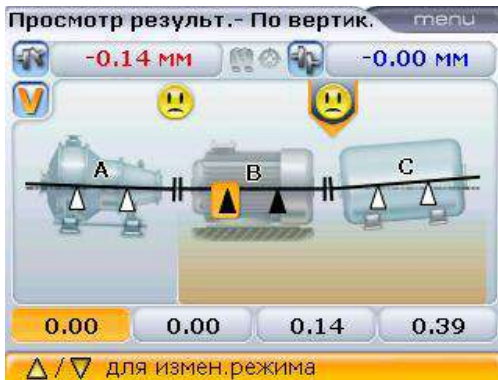 Просмотр результ.- По вертик. menu
-0.14 мм -0.00 мм
V
A B C
0.00 0.00 0.14 0.39
△/▽ для измен.режима